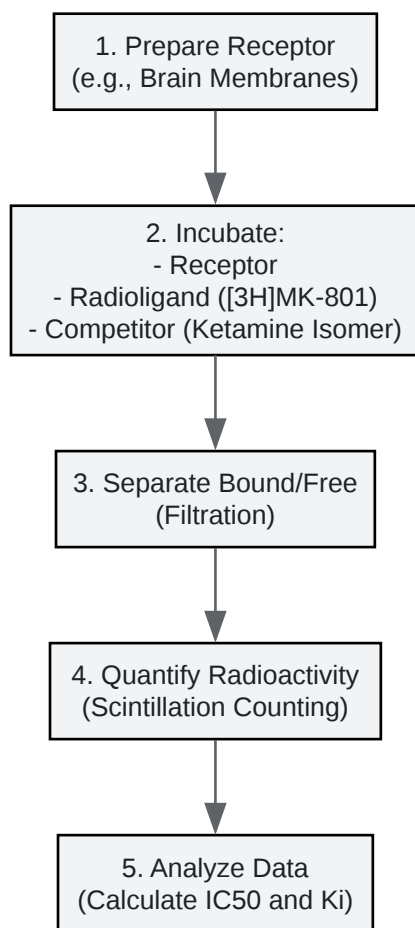 1. Prepare Receptor
(e.g., Brain Membranes)
2. Incubate:
- Receptor
- Radioligand ([3H]MK-801)
- Competitor (Ketamine Isomer)
3. Separate Bound/Free
(Filtration)
4. Quantify Radioactivity
(Scintillation Counting)
5. Analyze Data
(Calculate IC50 and Ki)